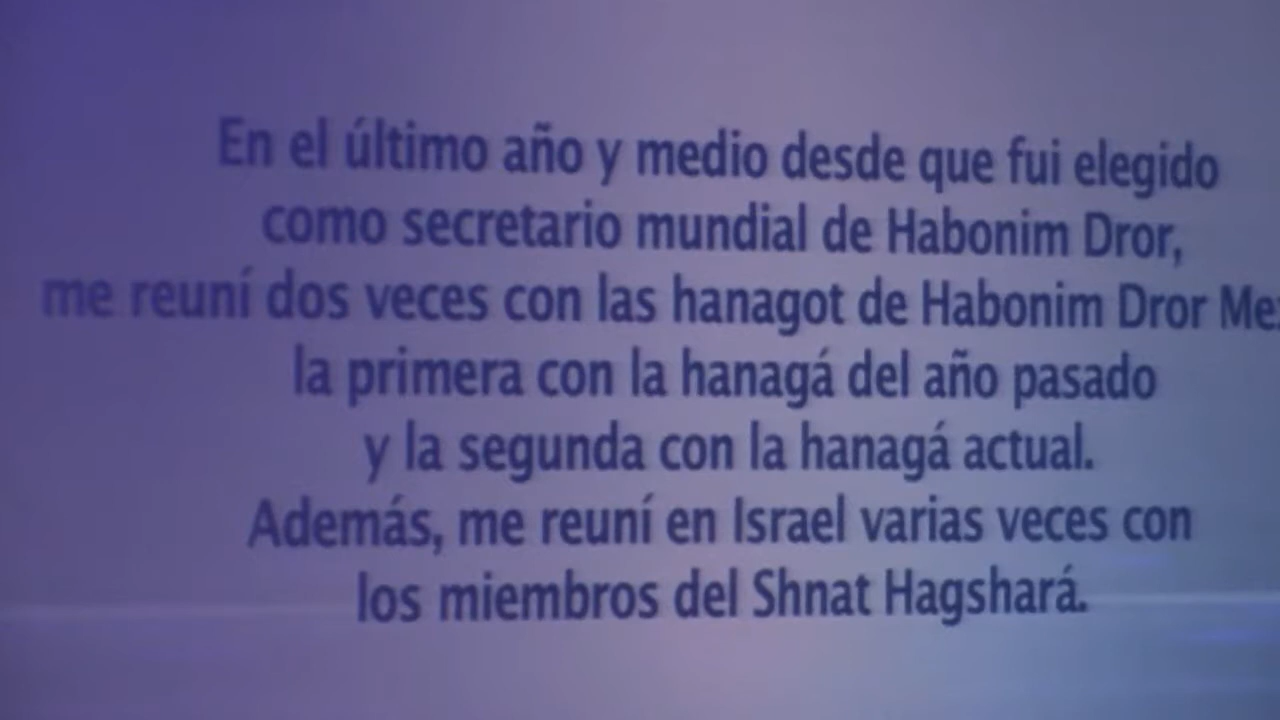 En el último año y medio desde que fui elegido
como secretario mundial de Habonim Dror,
me reuní dos veces con las hanagot de Habonim Dror
la primera con la hanagá del año pasado
y la segunda con la hanagá actual.
Además, me reuní en Israel varias veces con
los miembros del Shnat Hagshará.